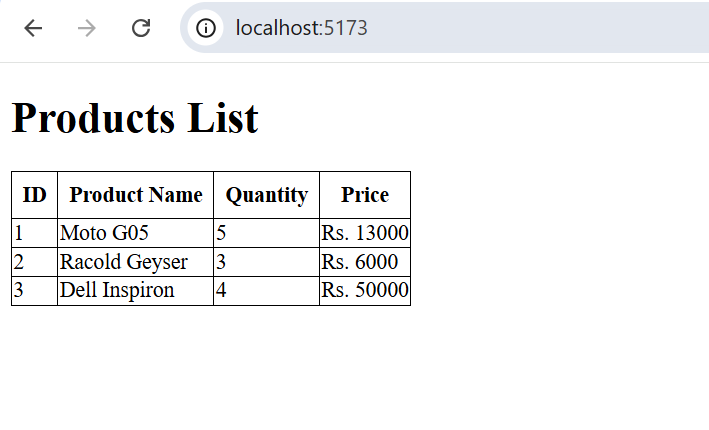 localhost:5173
Products List
ID Product Name Quantity Price
1 Moto G05 5 Rs. 13000
2 Racold Geyser 3 Rs. 6000
3 Dell Inspiron 4 Rs. 50000